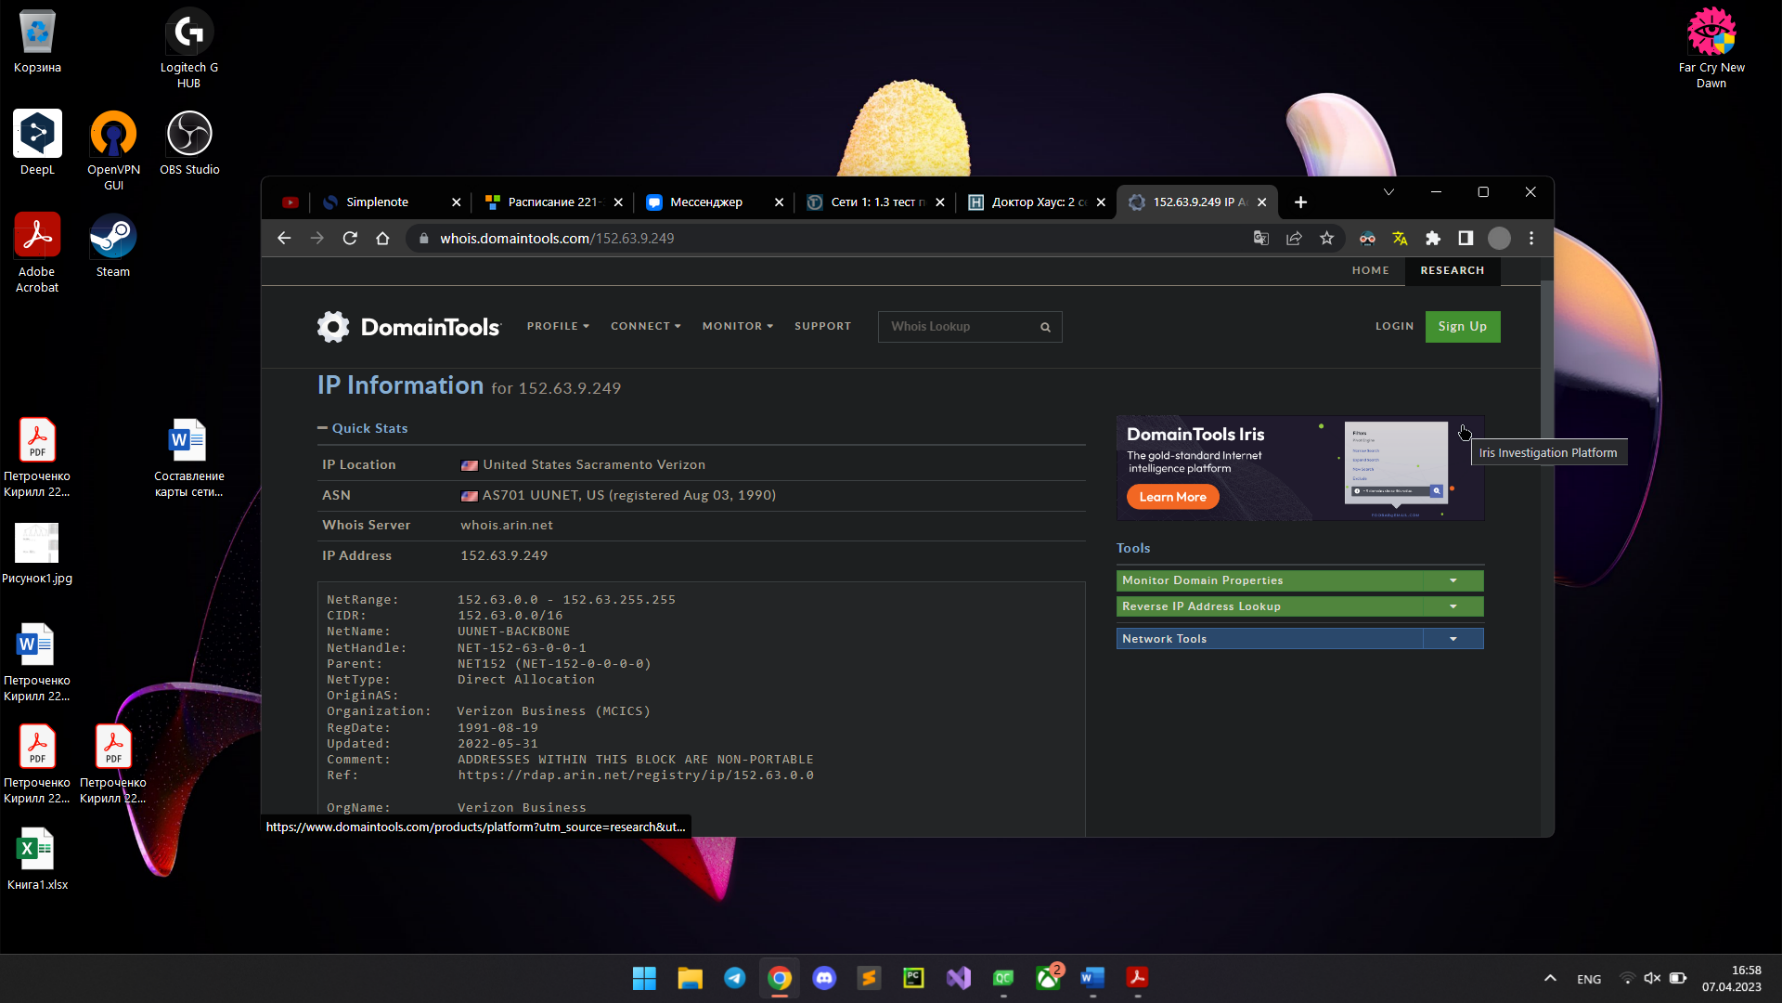 Корзина
Logitech G
HUB
Far Cry New
Dawn
DeepL
OpenVPN
GUI
OBS Studio
Adobe
Acrobat
Steam
Simplenote
Расписание 221-
Мессенджер
Сети 1: 1.3 тест
Доктор Хаус: 2
152.63.9.249 IP
whois.domaintools.com/152.63.9.249
HOME
RESEARCH
DomainTools
PROFILE
CONNECT
MONITOR
SUPPORT
Whois Lookup
LOGIN
Sign Up
IP Information for 152.63.9.249
Quick Stats
IP Location United States Sacramento Verizon
ASN AS701 UUNET, US (registered Aug 03, 1990)
Whois Server whois.arin.net
IP Address 152.63.9.249
NetRange: 152.63.0.0 - 152.63.255.255
CIDR: 152.63.0.0/16
NetName: UUNET-BACKBONE
NetHandle: NET-152-63-0-0-1
Parent: NET152 (NET-152-0-0-0-0)
NetType: Direct Allocation
OriginAS:
Organization: Verizon Business (MCICS)
RegDate: 1991-08-19
Updated: 2022-05-31
Comment: ADDRESSES WITHIN THIS BLOCK ARE NON-PORTABLE
Ref: https://rdap.arin.net/registry/ip/152.63.0.0
OrgName: Verizon Business
https://www.domaintools.com/products/platform?utm_source=research&ut...
DomainTools Iris
The gold-standard Internet
intelligence platform
Learn More
Iris Investigation Platform
Tools
Monitor Domain Properties
Reverse IP Address Lookup
Network Tools
PDF
Петроченко
Кирилл 22...
Составление
карты сети...
Рисунок1.jpg
Петроченко
Кирилл 22...
PDF
Петроченко
Кирилл 22...
PDF
Петроченко
Кирилл 22...
Книга1.xlsx
2
ENG
16:58
07.04.2023